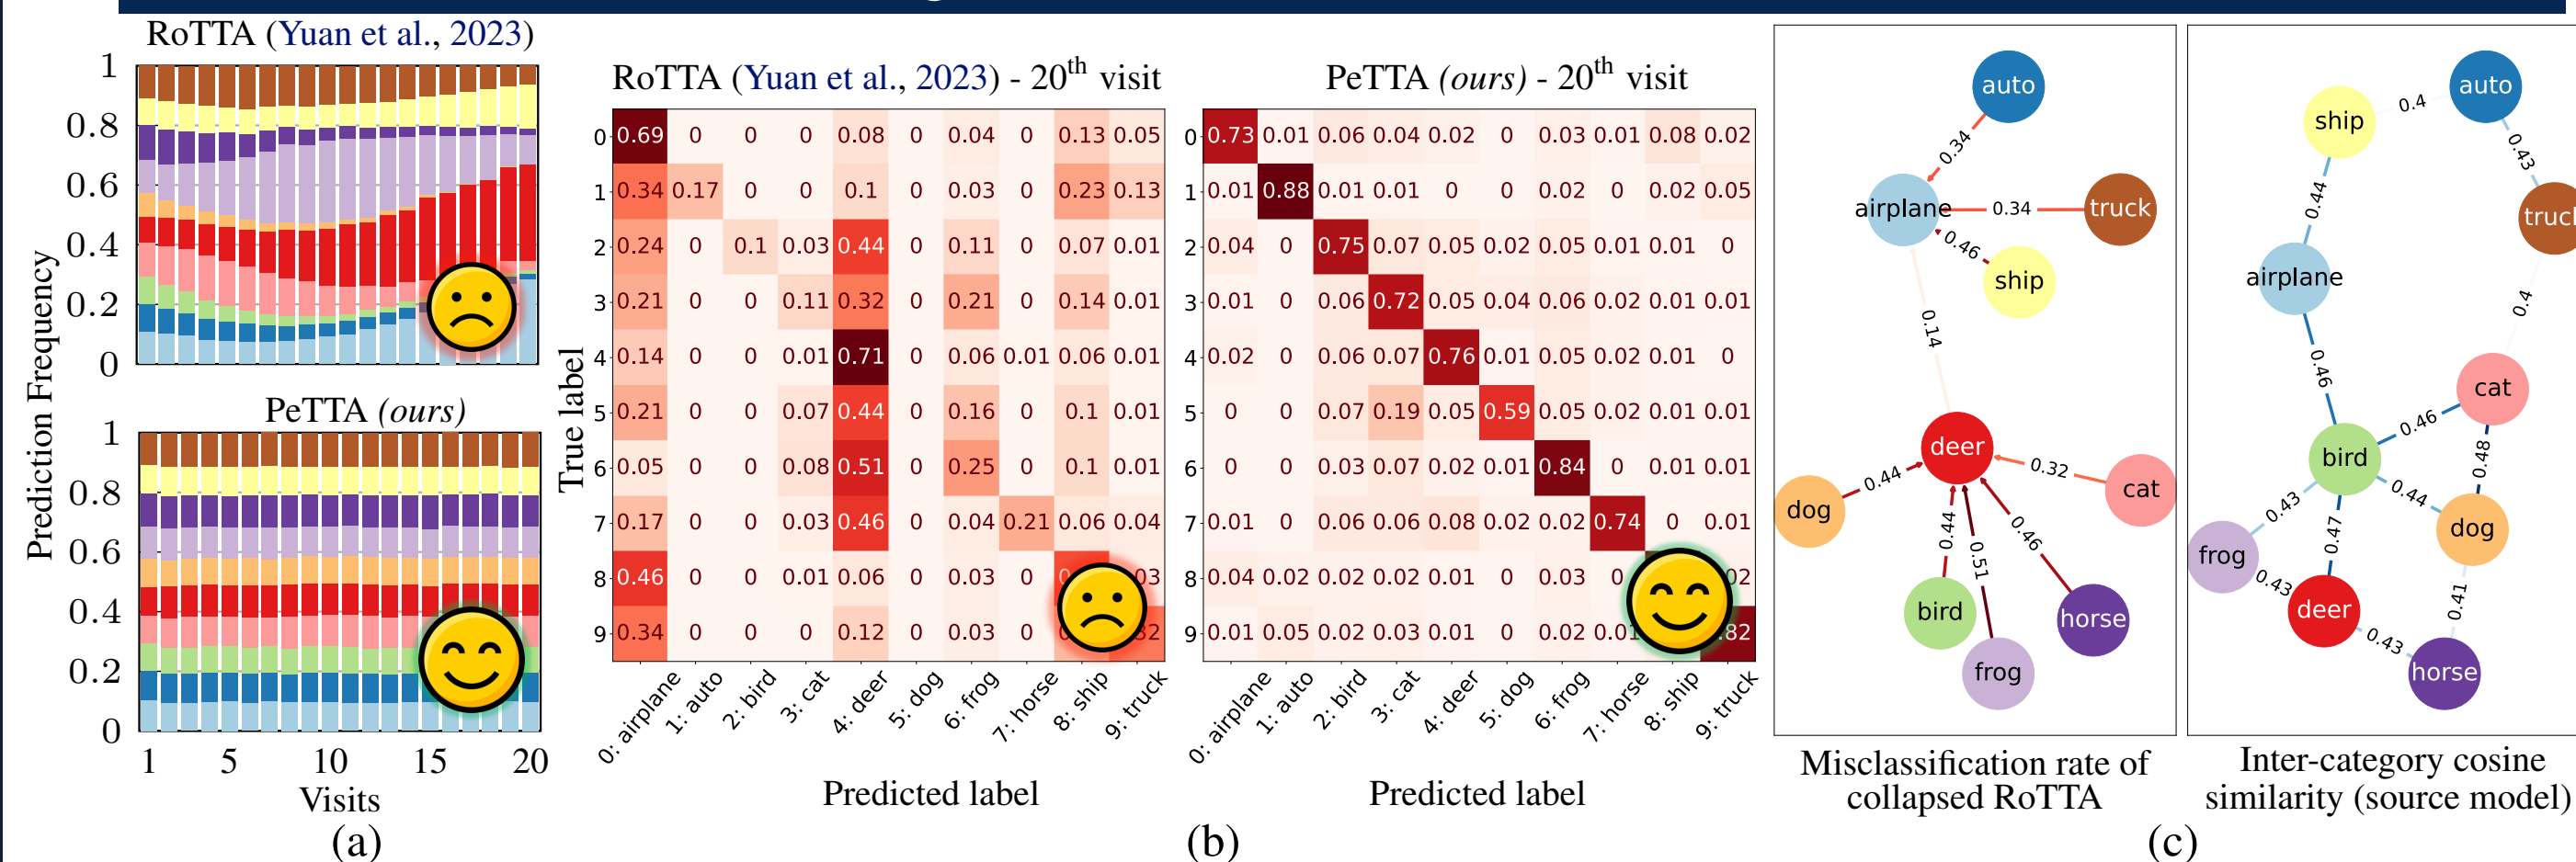 RoTTA (Yuan et al., 2023)
1
0.8
0.6
0.4
0.2
0
Prediction Frequency
PeTTA (ours)
1
0.8
0.6
0.4
0.2
0
1 5 10 15 20
Visits
(a)
RoTTA (Yuan et al., 2023) - 20th visit
True label
0 0.69 0 0 0 0.08 0 0.04 0 0.13 0.05
1 0.34 0.17 0 0 0.1 0 0.03 0 0.23 0.13
2 0.24 0 0.1 0.03 0.44 0 0.11 0 0.07 0.01
3 0.21 0 0 0.11 0.32 0 0.21 0 0.14 0.01
4 0.14 0 0 0.01 0.71 0 0.06 0.01 0.06 0.01
5 0.21 0 0 0.07 0.44 0 0.16 0 0.1 0.01
6 0.05 0 0 0.08 0.51 0 0.25 0 0.1 0.01
7 0.17 0 0 0.03 0.46 0 0.04 0.21 0.06 0.04
8 0.46 0 0 0.01 0.06 0 0.03 0
9 0.34 0 0 0 0.12 0 0.03 0
0: airplane 1: auto 2: bird 3: cat 4: deer 5: dog 6: frog 7: horse 8: ship 9: truck
Predicted label
PeTTA (ours) - 20th visit
0 0.73 0.01 0.06 0.04 0.02 0 0.03 0.01 0.08 0.02
1 0.01 0.88 0.01 0.01 0 0 0.02 0 0.02 0.05
2 0.04 0 0.75 0.07 0.05 0.02 0.05 0.01 0.01 0
3 0.01 0 0.06 0.72 0.05 0.04 0.06 0.02 0.01 0.01
4 0.02 0 0.06 0.07 0.76 0.01 0.05 0.02 0.01 0
5 0 0 0.07 0.19 0.05 0.59 0.05 0.02 0.01 0.01
6 0 0 0.03 0.07 0.02 0.01 0.84 0 0.01 0.01
7 0.01 0 0.06 0.06 0.08 0.02 0.02 0.74 0 0.01
8 0.04 0.02 0.02 0.02 0.01 0 0.03 0
9 0.01 0.05 0.02 0.03 0.01 0 0.02 0.01 .82
0: airplane 1: auto 2: bird 3: cat 4: deer 5: dog 6: frog 7: horse 8: ship 9: truck
Predicted label
(b)
auto
0.34
airplane
0.34
truck
0.46
ship
0.14
deer
0.44
dog
0.32
cat
0.44
bird
0.51
frog
0.46
horse
Misclassification rate of
collapsed RoTTA
auto
0.4
ship
0.43
0.44
truck
airplane
0.4
0.46
cat
0.46
bird
0.48
0.44
dog
0.43
0.47
frog
0.43
deer
0.41
0.43
horse
Inter-category cosine
similarity (source model)
(c)